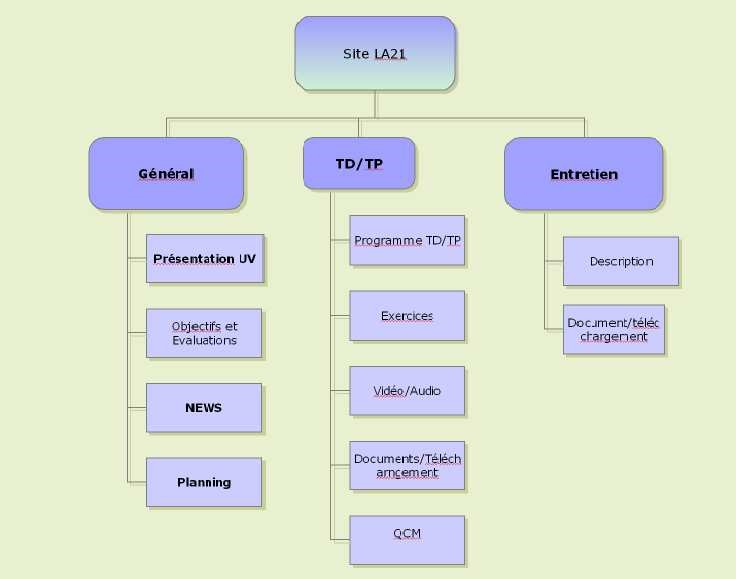 Site LA21
Général
TD/TP
Entretien
Présentation UV
Objectifs et
Evaluations
NEWS
Planning
Programme TD/TP
Exercices
Vidéo/Audio
Documents/Téléch
arngement
QCM
Description
Document/téléc
chargement